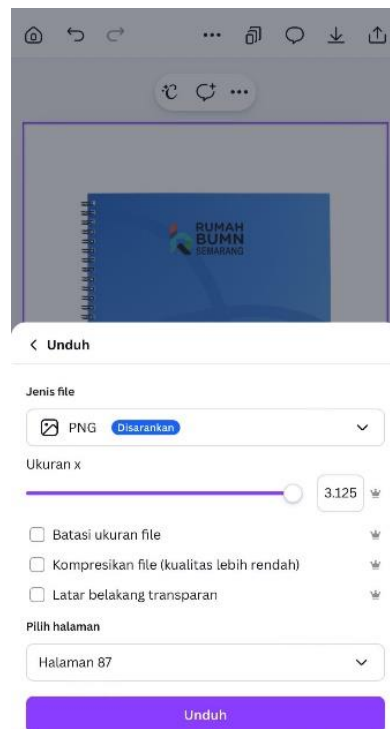 RUMAH
BUMN
SEMARANG
Unduh
Jenis file
PNG Disarankan
Ukuran x
3.125
Batasi ukuran file
Kompresikan file (kualitas lebih rendah)
Latar belakang transparan
Pilih halaman
Halaman 87
Unduh